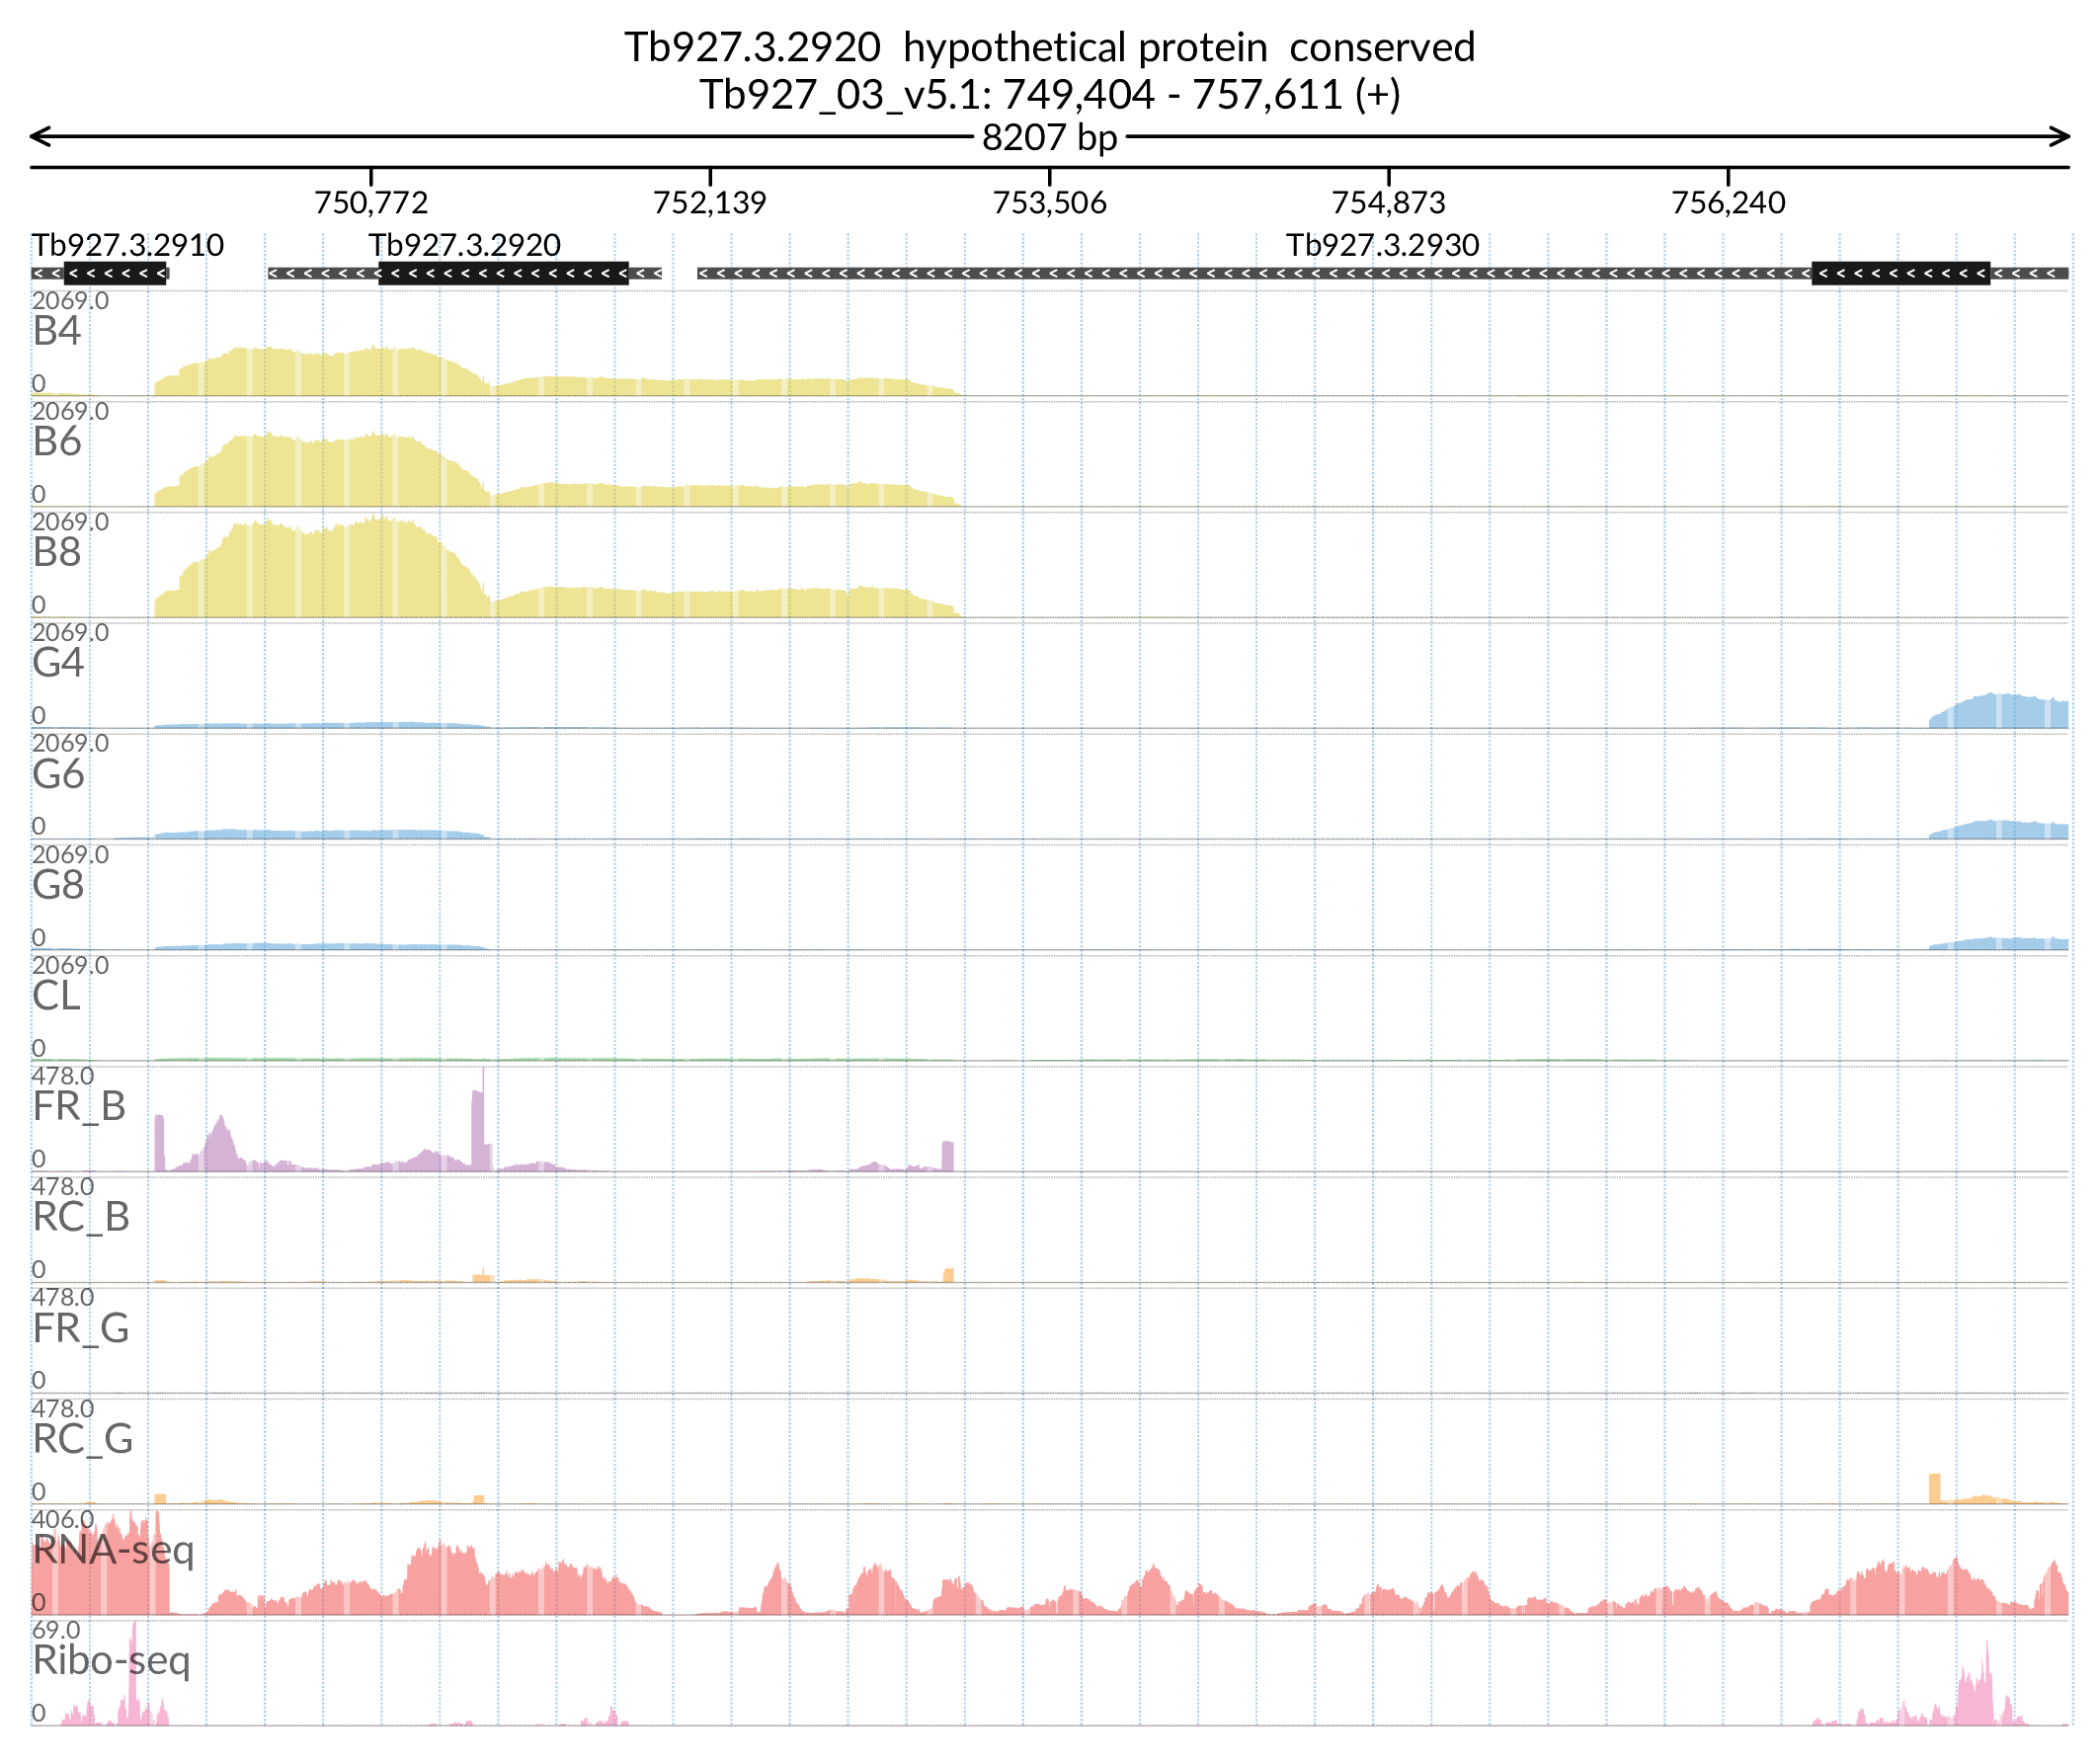 Tb927.3.2920 hypothetical protein conserved
Tb927_03_v5.1: 749,404 - 757,611 (+)
8207 bp
750,772 752,139 753,506 754,873 756,240
Tb927.3.2910 Tb927.3.2920 Tb927.3.2930
2069.0
B4
0
2069.0
B6
0
2069.0
B8
0
2069.0
G4
0
2069.0
G6
0
2069.0
G8
0
2069.0
CL
0
478.0
FR_B
0
478.0
RC_B
0
478.0
FR_G
0
478.0
RC_G
0
406.0
RNA-seq
0
69.0
Ribo-seq
0